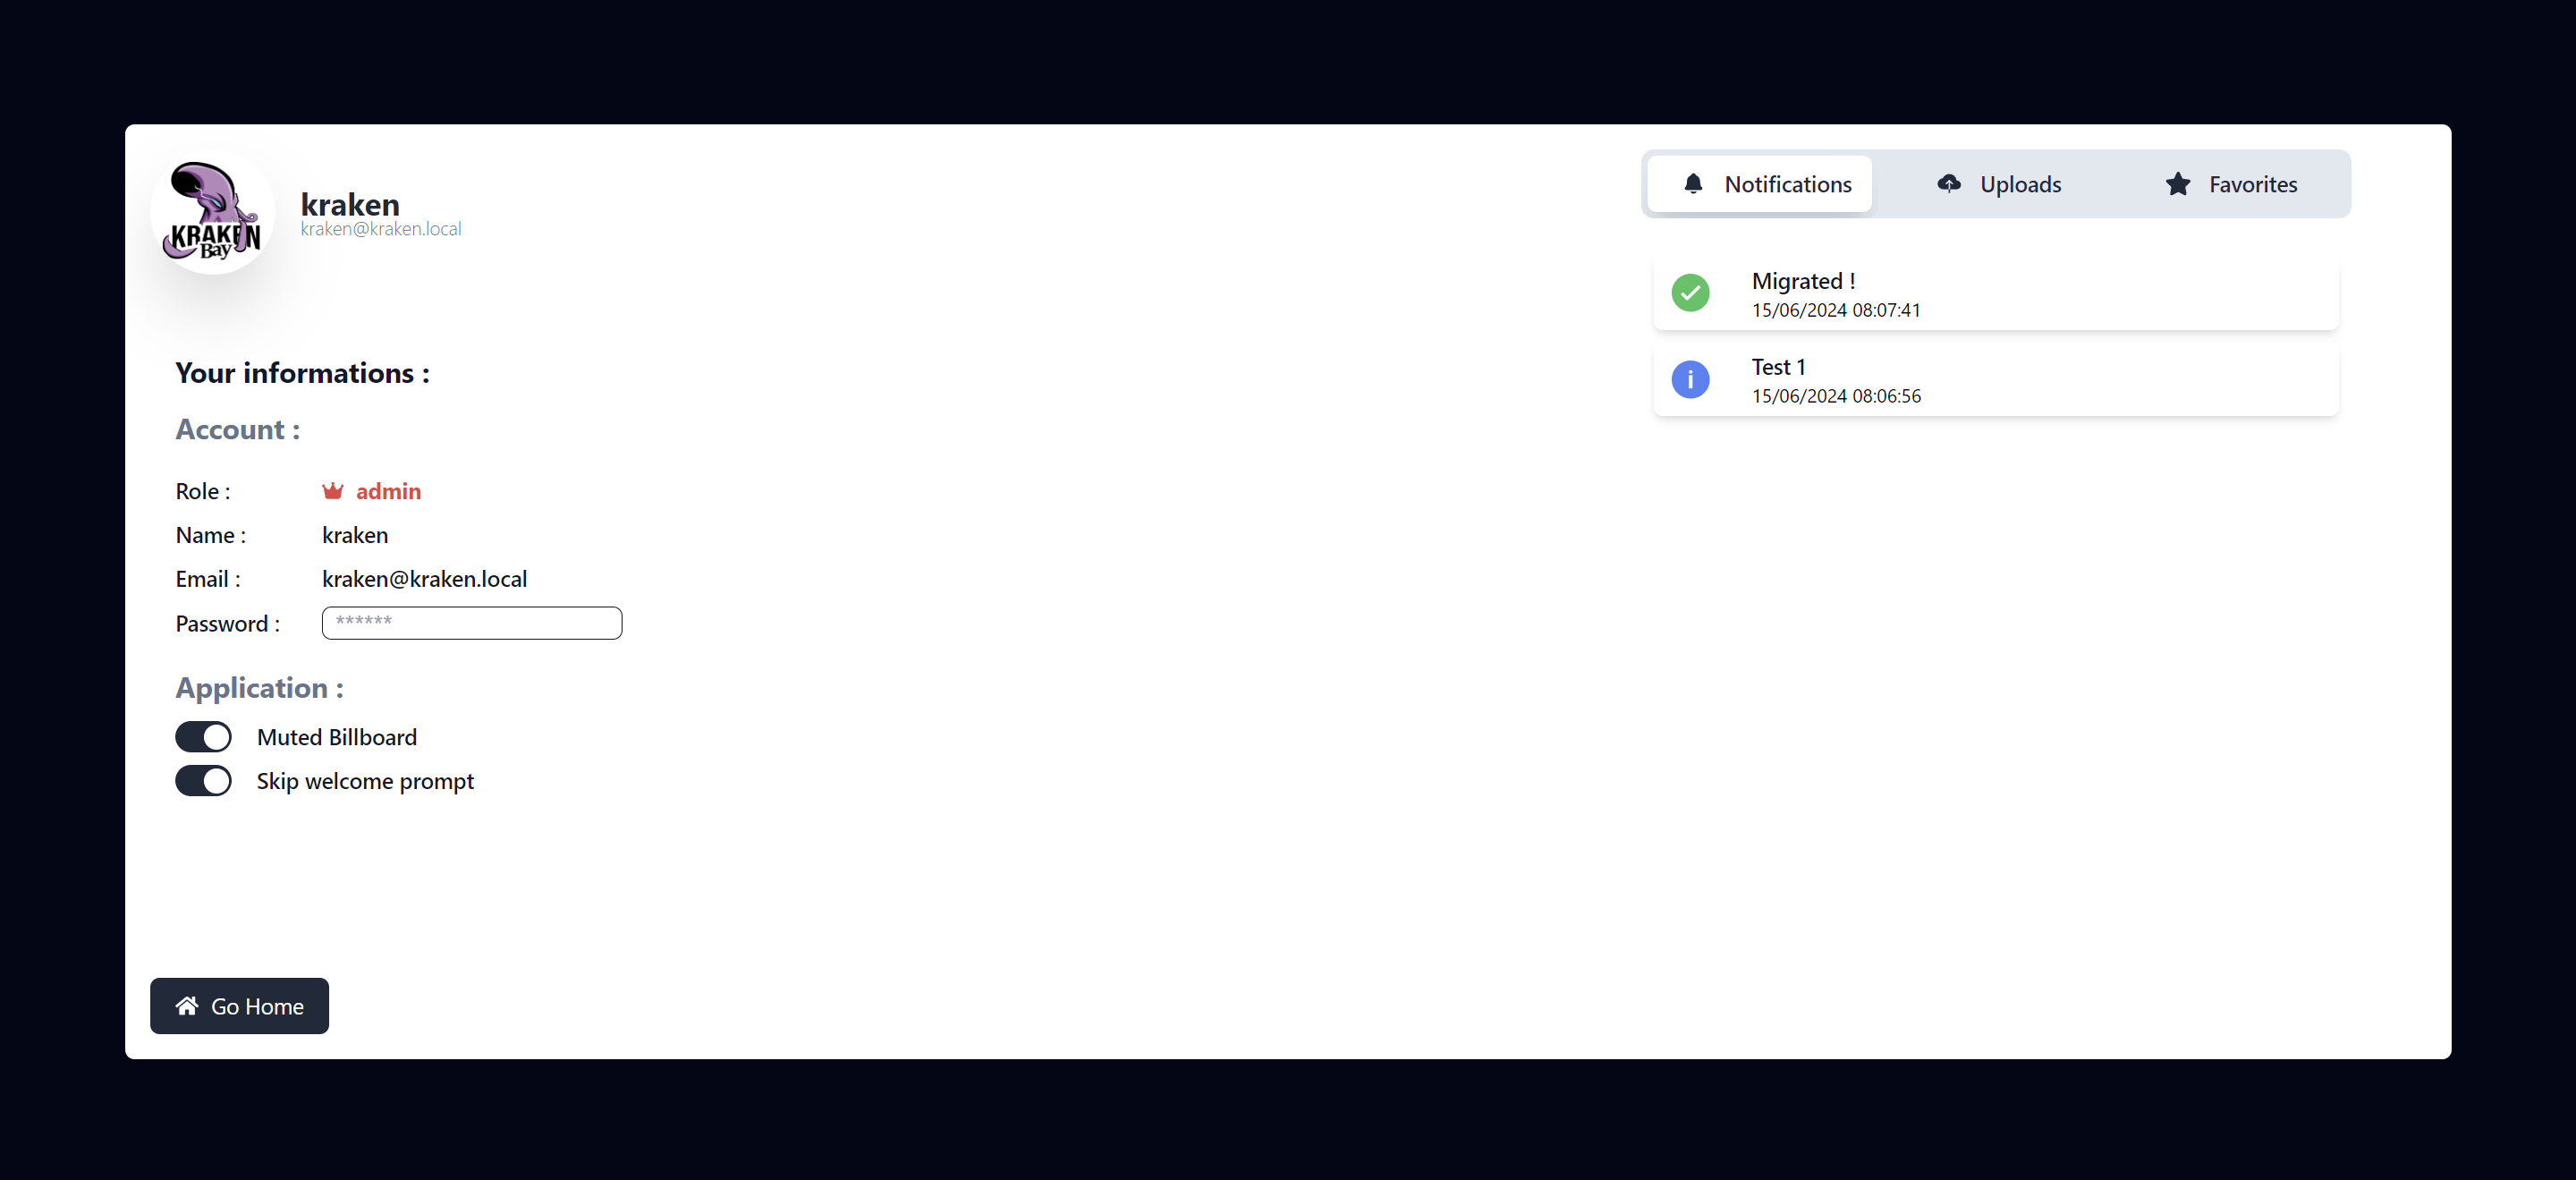 KRAKEN
Bay
kraken
kraken@kraken.local
Notifications
Uploads
Favorites
Migrated !
15/06/2024 08:07:41
Test 1
15/06/2024 08:06:56
Your informations :
Account :
Role : admin
Name : kraken
Email : kraken@kraken.local
Password : ******
Application :
Muted Billboard
Skip welcome prompt
Go Home